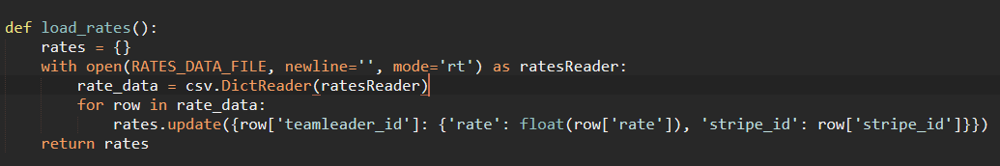 def load_rates():
    rates = {}
    with open(RATES_DATA_FILE, newline='', mode='rt') as ratesReader:
        rate_data = csv.DictReader(ratesReader)
        for row in rate_data:
            rates.update({row['teamleader_id']: {'rate': float(row['rate']), 'stripe_id': row['stripe_id']}})
    return rates